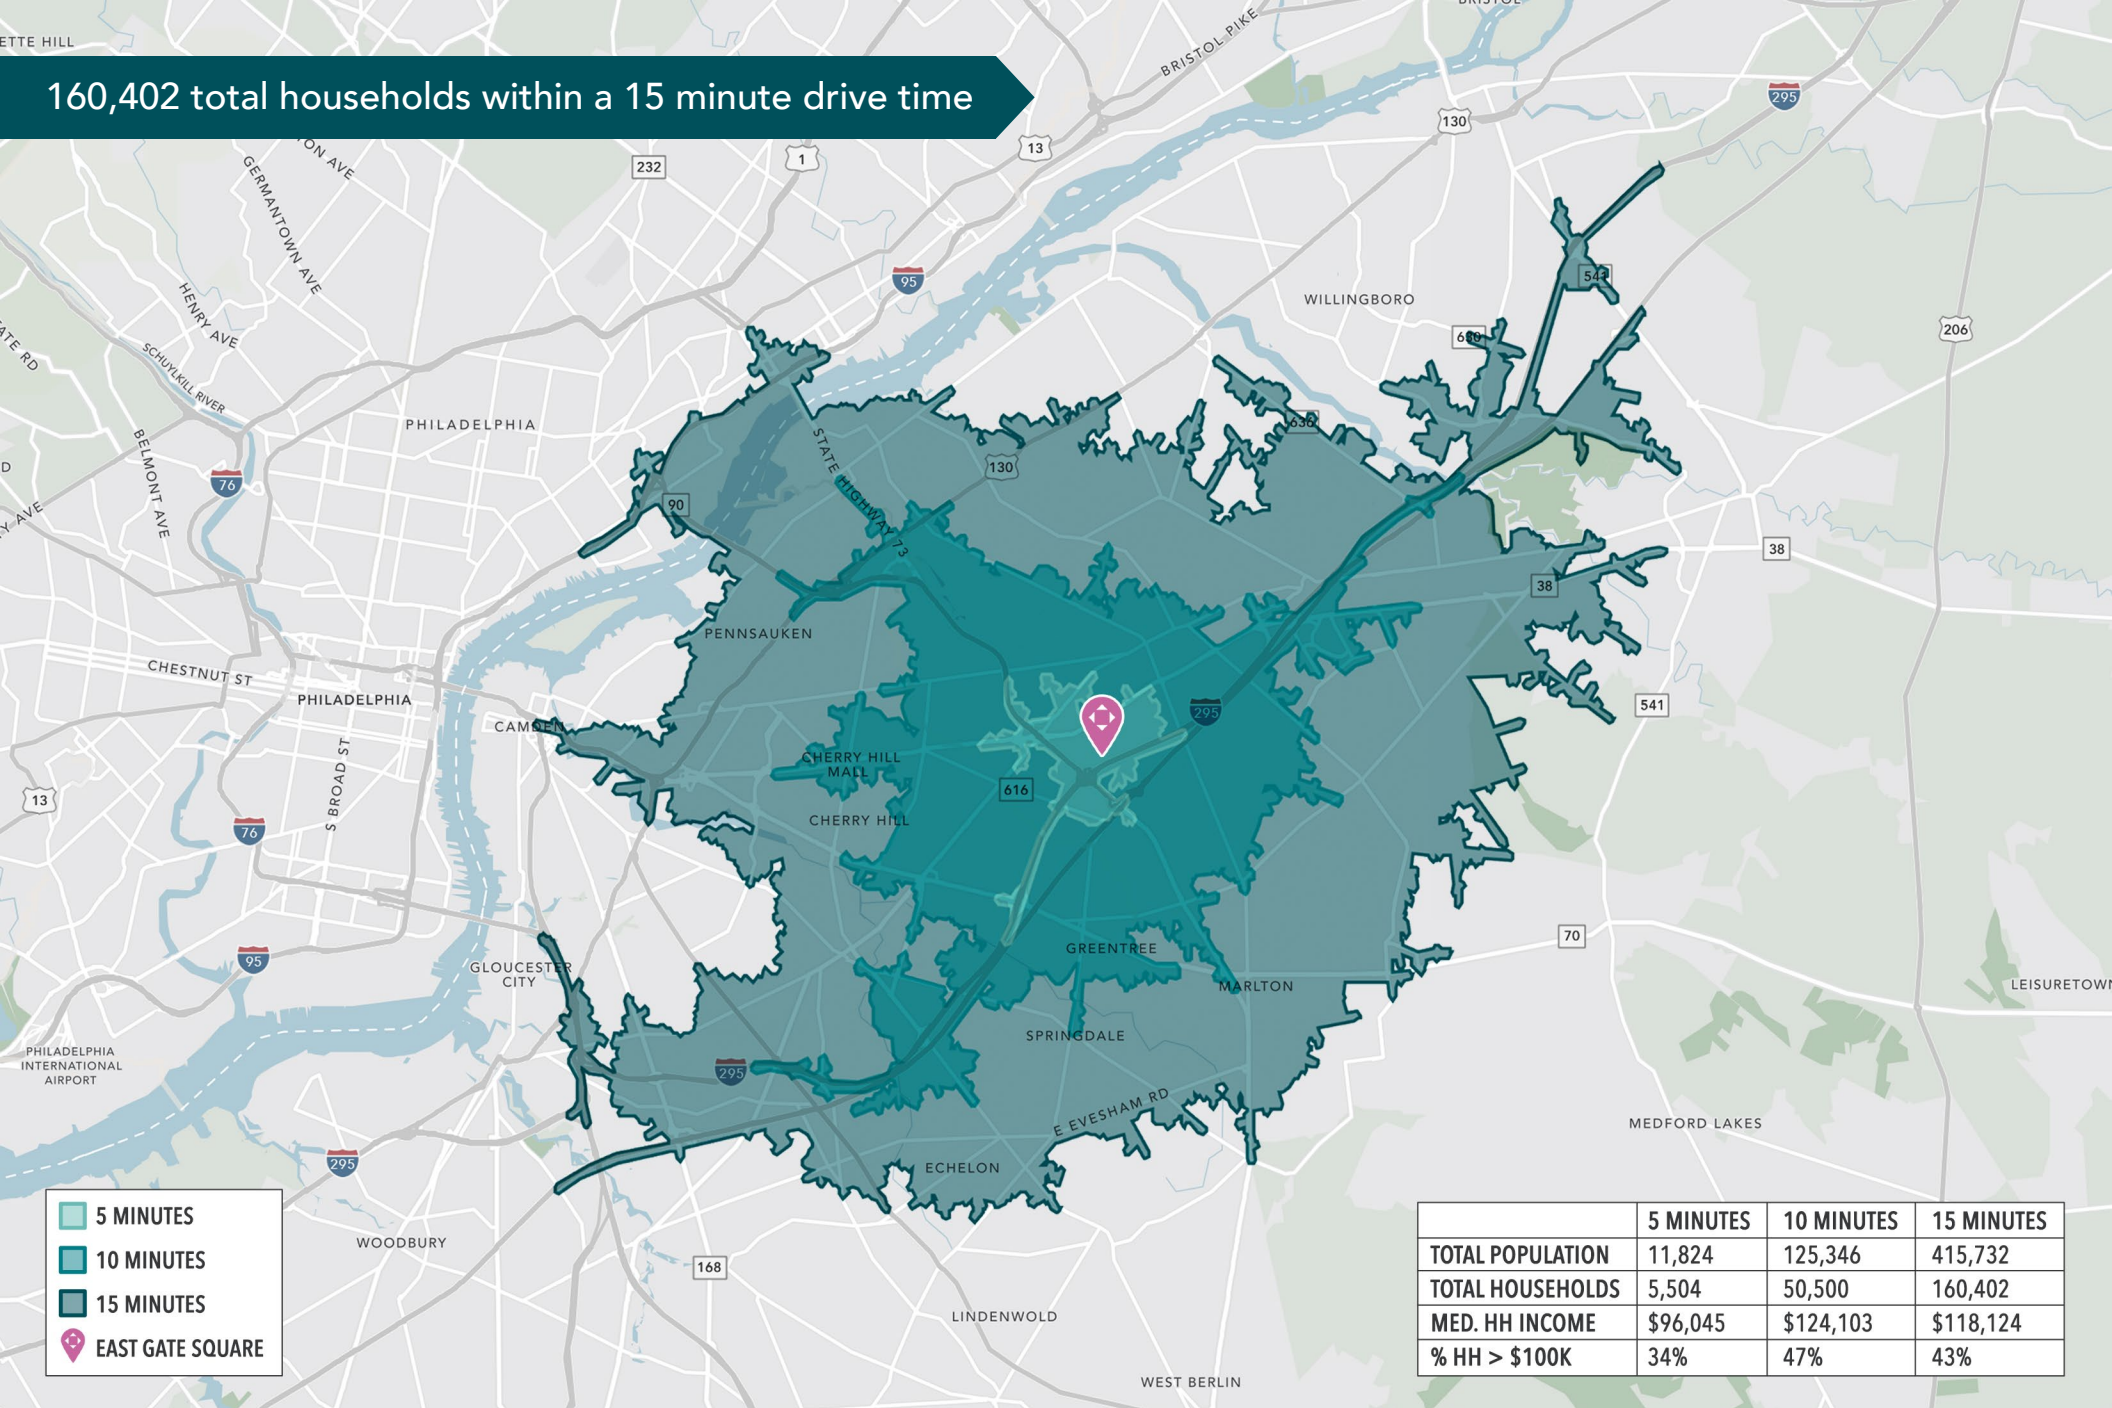 BRISTOL
ETTE HILL
BRISTOL PIKE
160,402 total households within a 15 minute drive time
295
130
13
1
232
TON AVE
GERMANTOWN AVE
95
541
WILLINGBORO
HENRY AVE
206
630
SCHUYLKILL RIVER
PHILADELPHIA
636
STATE HIGHWAY 73
BELMONT AVE
130
76
90
38
38
PENNSAUKEN
CHESTNUT ST
PHILADELPHIA
541
295
CAMDEN
CHERRY HILL
MALL
616
13
S BROAD ST
76
CHERRY HILL
70
GREENTREE
95
GLOUCESTER
CITY
MARLTON
LEISURETOWN
SPRINGDALE
PHILADELPHIA
INTERNATIONAL
AIRPORT
295
E EVESHAM RD
MEDFORD LAKES
295
ECHELON
WOODBURY
168
LINDENWOLD
WEST BERLIN
5 MINUTES
10 MINUTES
15 MINUTES
EAST GATE SQUARE
5 MINUTES 10 MINUTES 15 MINUTES
TOTAL POPULATION 11,824 125,346 415,732
TOTAL HOUSEHOLDS 5,504 50,500 160,402
MED. HH INCOME $96,045 $124,103 $118,124
% HH > $100K 34% 47% 43%